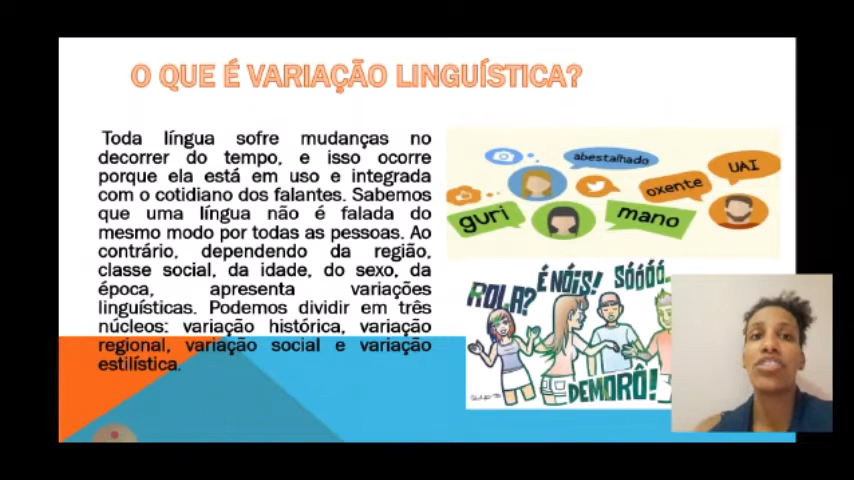 O QUE É VARIAÇÃO LINGUÍSTICA?
Toda língua sofre mudanças no
decorrer do tempo, e isso ocorre
porque ela está em uso e integrada
com o cotidiano dos falantes. Sabemos
que uma língua não é falada do
mesmo modo por todas as pessoas. Ao
contrário, dependendo da região,
classe social, da idade, do sexo, da
época, apresenta variações
linguísticas. Podemos dividir em três
núcleos: variação histórica, variação
regional, variação social e variação
estilística.
abestalhado
UAI
oxente
guri
mano
ROLA?
É NÓIS!
SÓÓÓÓ..
DEMORÔ!